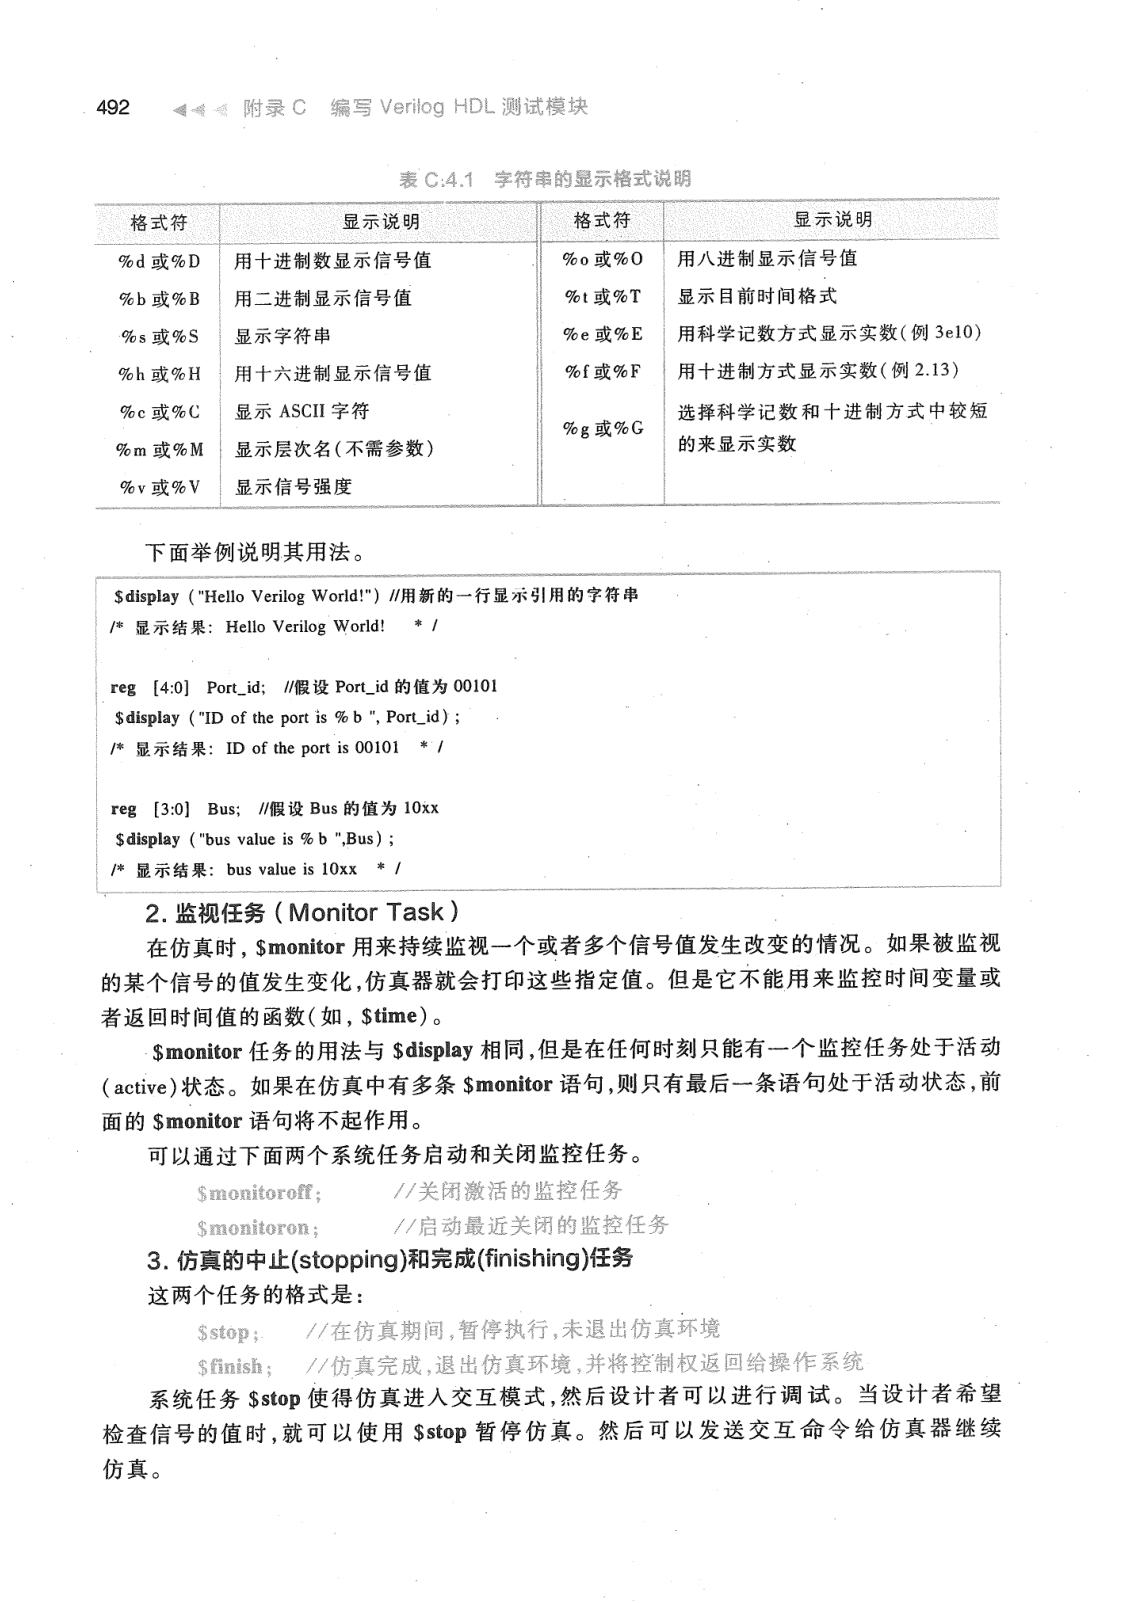 492 附录 C 编写 Verilog HDL 测试模块
表 C.4.1 字符串的显示格式说明
格式符 显示说明 格式符 显示说明
%d 或%D 用十进制数显示信号值 %o 或%O 用八进制显示信号值
%b 或%B 用二进制显示信号值 %t 或%T 显示目前时间格式
%s 或%S 显示字符串 %e 或%E 用科学记数方式显示实数(例 3e10)
%h 或%H 用十六进制显示信号值 %f 或%F 用十进制方式显示实数(例 2.13)
%c 或%C 显示 ASCII 字符 %g 或%G 选择科学记数和十进制方式中较短
%m 或%M 显示层次名(不需参数) 的来显示实数
%v 或%V 显示信号强度
下面举例说明其用法。
$display ("Hello Verilog World!") //用新的一行显示引用的字符串
/* 显示结果: Hello Verilog World! * /
reg [4:0] Port_id; //假设 Port_id 的值为 00101
$display ("ID of the port is % b ", Port_id) ;
/* 显示结果: ID of the port is 00101 * /
reg [3:0] Bus; //假设 Bus 的值为 10xx
$display ("bus value is % b ",Bus) ;
/* 显示结果: bus value is 10xx * /
2. 监视任务 ( Monitor Task )
在仿真时, $monitor 用来持续监视一个或者多个信号值发生改变的情况。如果被监视
的某个信号的值发生变化,仿真器就会打印这些指定值。但是它不能用来监控时间变量或
者返回时间值的函数(如, $time)。
$monitor 任务的用法与 $display 相同,但是在任何时刻只能有一个监控任务处于活动
(active)状态。如果在仿真中有多条 $monitor 语句,则只有最后一条语句处于活动状态,前
面的 $monitor 语句将不起作用。
可以通过下面两个系统任务启动和关闭监控任务。
$monitoroff; //关闭激活的监控任务
$monitoron; //启动最近关闭的监控任务
3. 仿真的中止(stopping)和完成(finishing)任务
这两个任务的格式是:
$stop; //在仿真期间,暂停执行,未退出仿真环境
$finish; //仿真完成,退出仿真环境,并将控制权返回给操作系统
系统任务 $stop 使得仿真进入交互模式,然后设计者可以进行调试。当设计者希望
检查信号的值时,就可以使用 $stop 暂停仿真。然后可以发送交互命令给仿真器继续
仿真。